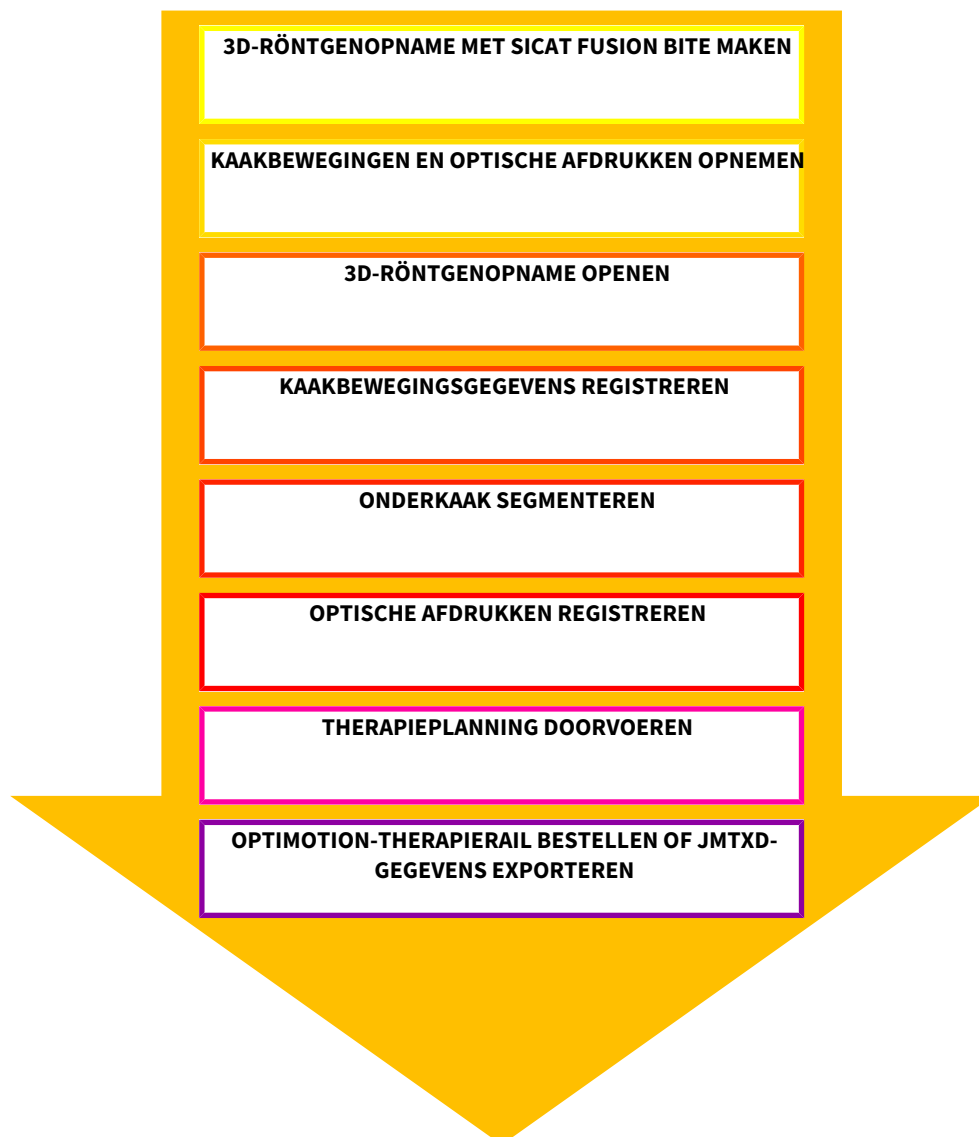 3D-RÖNTGENOPNAME MET SICAT FUSION BITE MAKEN
KAAKBEWEGINGEN EN OPTISCHE AFDRUKKEN OPNEMEN
3D-RÖNTGENOPNAME OPENEN
KAAKBEWEGINGSGEGEVENS REGISTREREN
ONDERKAAK SEGMENTEREN
OPTISCHE AFDRUKKEN REGISTREREN
THERAPIEPLANNING DOORVOEREN
OPTIMOTION-THERAPIERAIL BESTELLEN OF JMTXD-
GEGEVENS EXPORTEREN